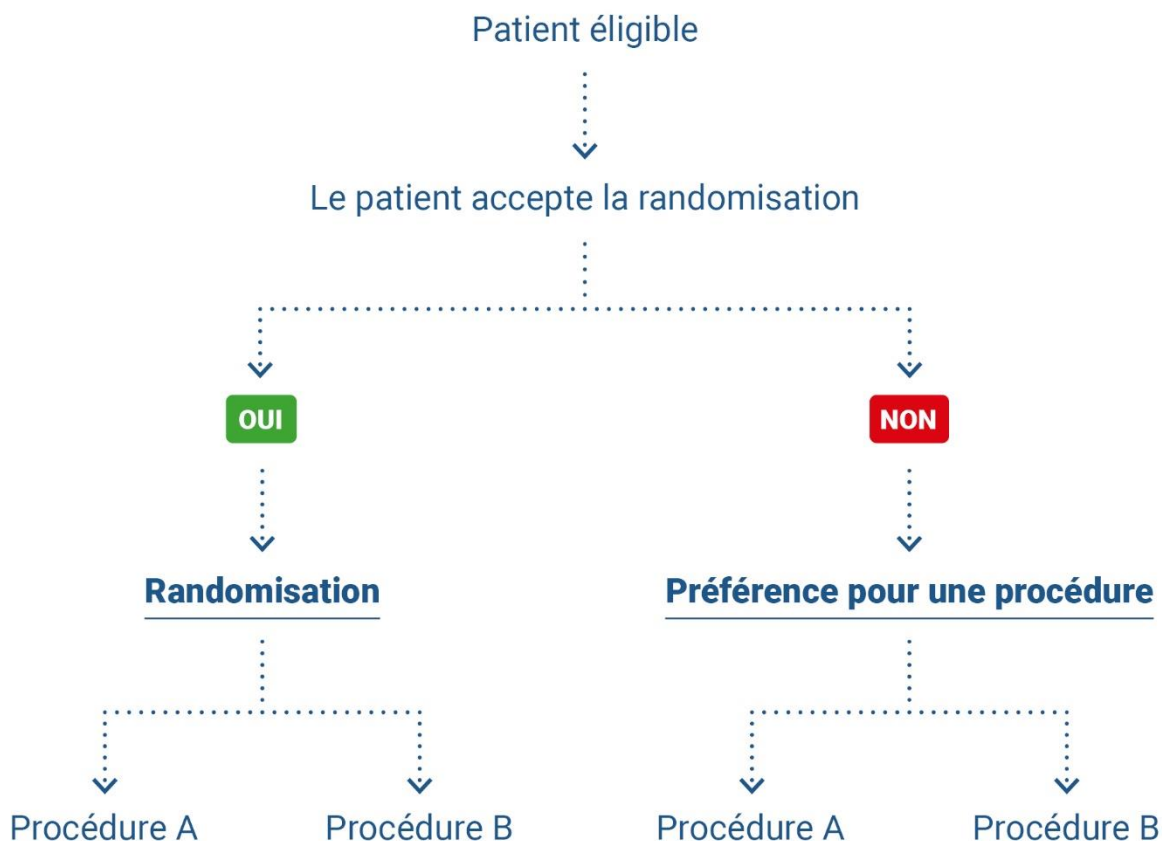 Patient éligible
Le patient accepte la randomisation
OUI
NON
Randomisation
Préférence pour une procédure
Procédure A
Procédure B
Procédure A
Procédure B